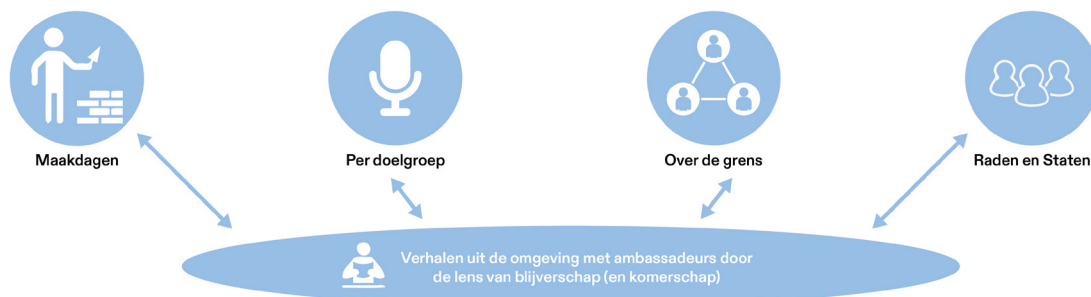 Maakdagen
Per doelgroep
Over de grens
Raden en Staten
Verhalen uit de omgeving met ambassadeurs door
de lens van blijverschap (en komerschap)